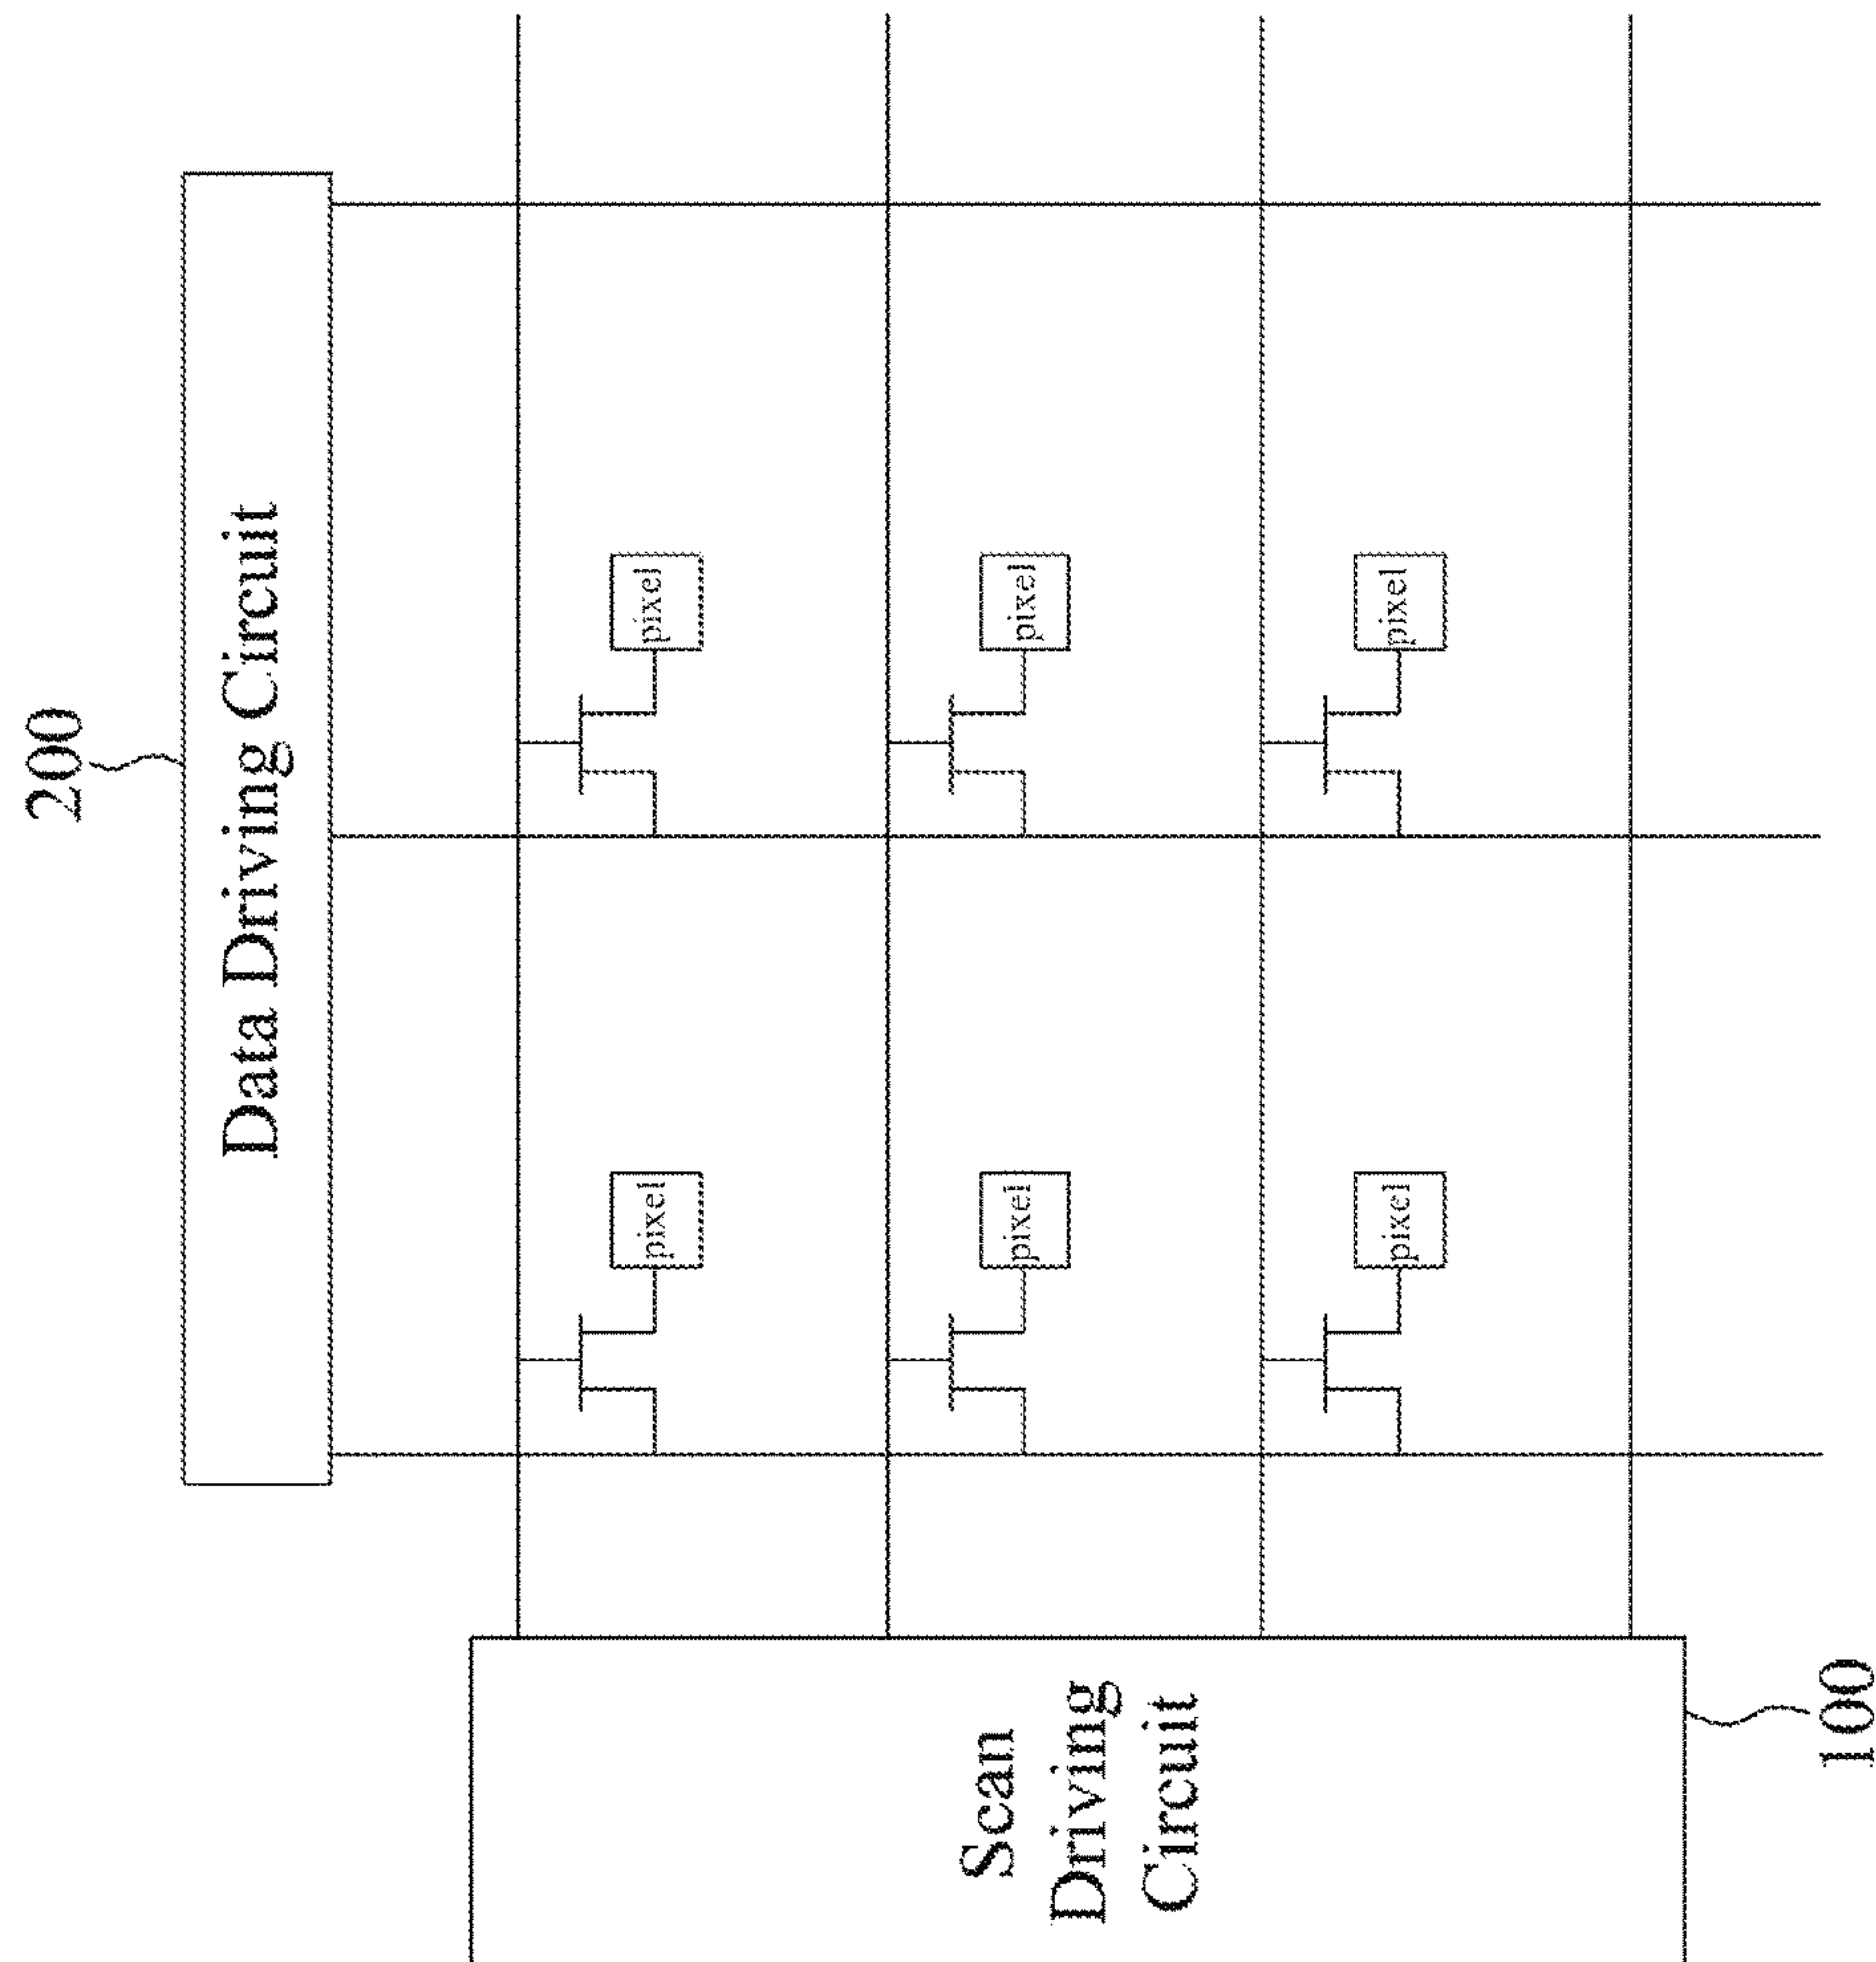 200
Data Driving Circuit
pixel
pixel
pixel
pixel
pixel
pixel
Scan
Driving
Circuit
100